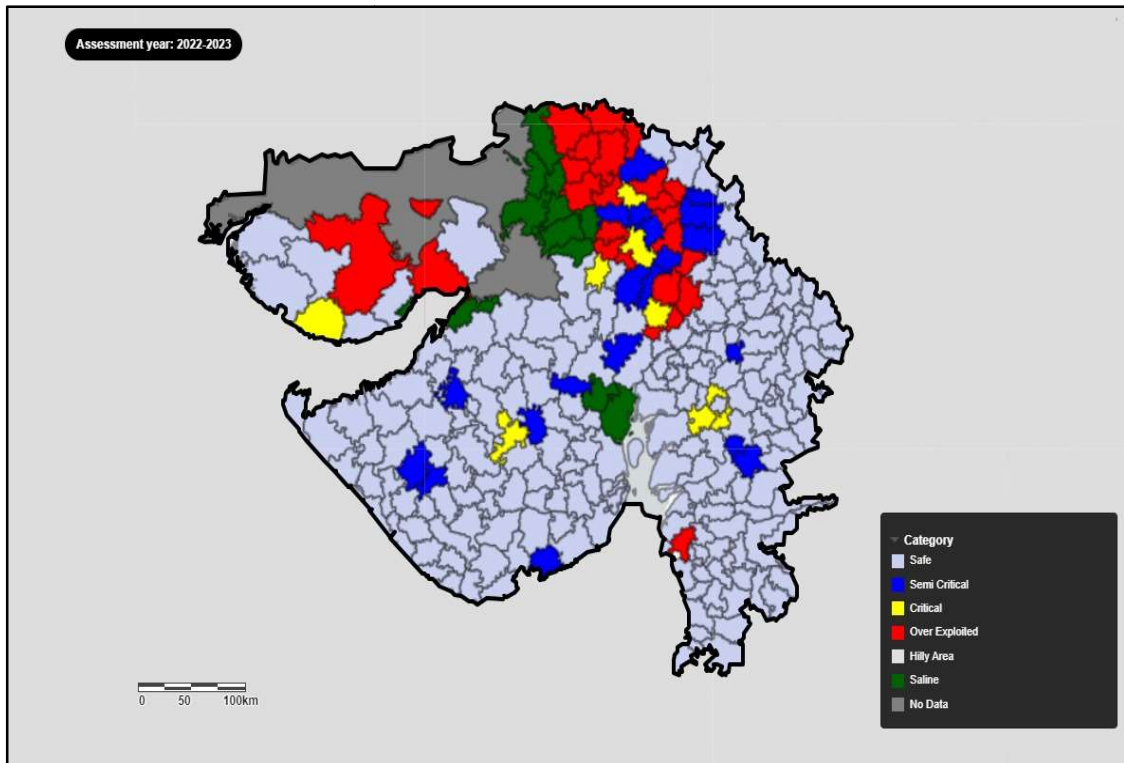 Assessment year: 2022-2023
Category
Safe
Semi Critical
Critical
Over Exploited
Hilly Area
Saline
No Data
0 50 100km